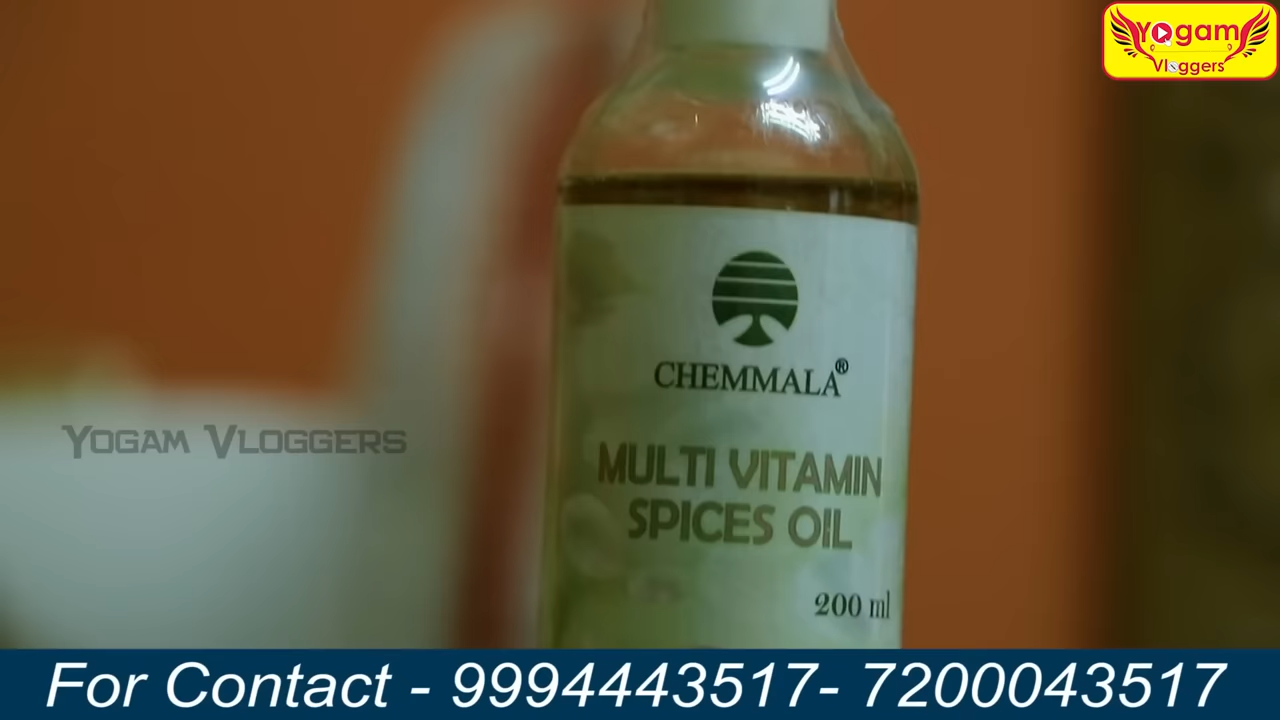 Yogam
Vloggers
CHEMMALA®
YOGAM VLOGGERS
MULTI VITAMIN
SPICES OIL
200 ml
For Contact - 9994443517- 7200043517